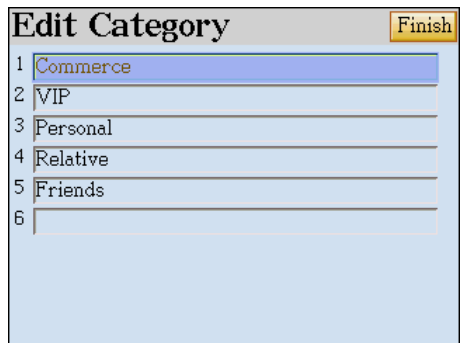 Edit Category Finish
1 Commerce
2 VIP
3 Personal
4 Relative
5 Friends
6